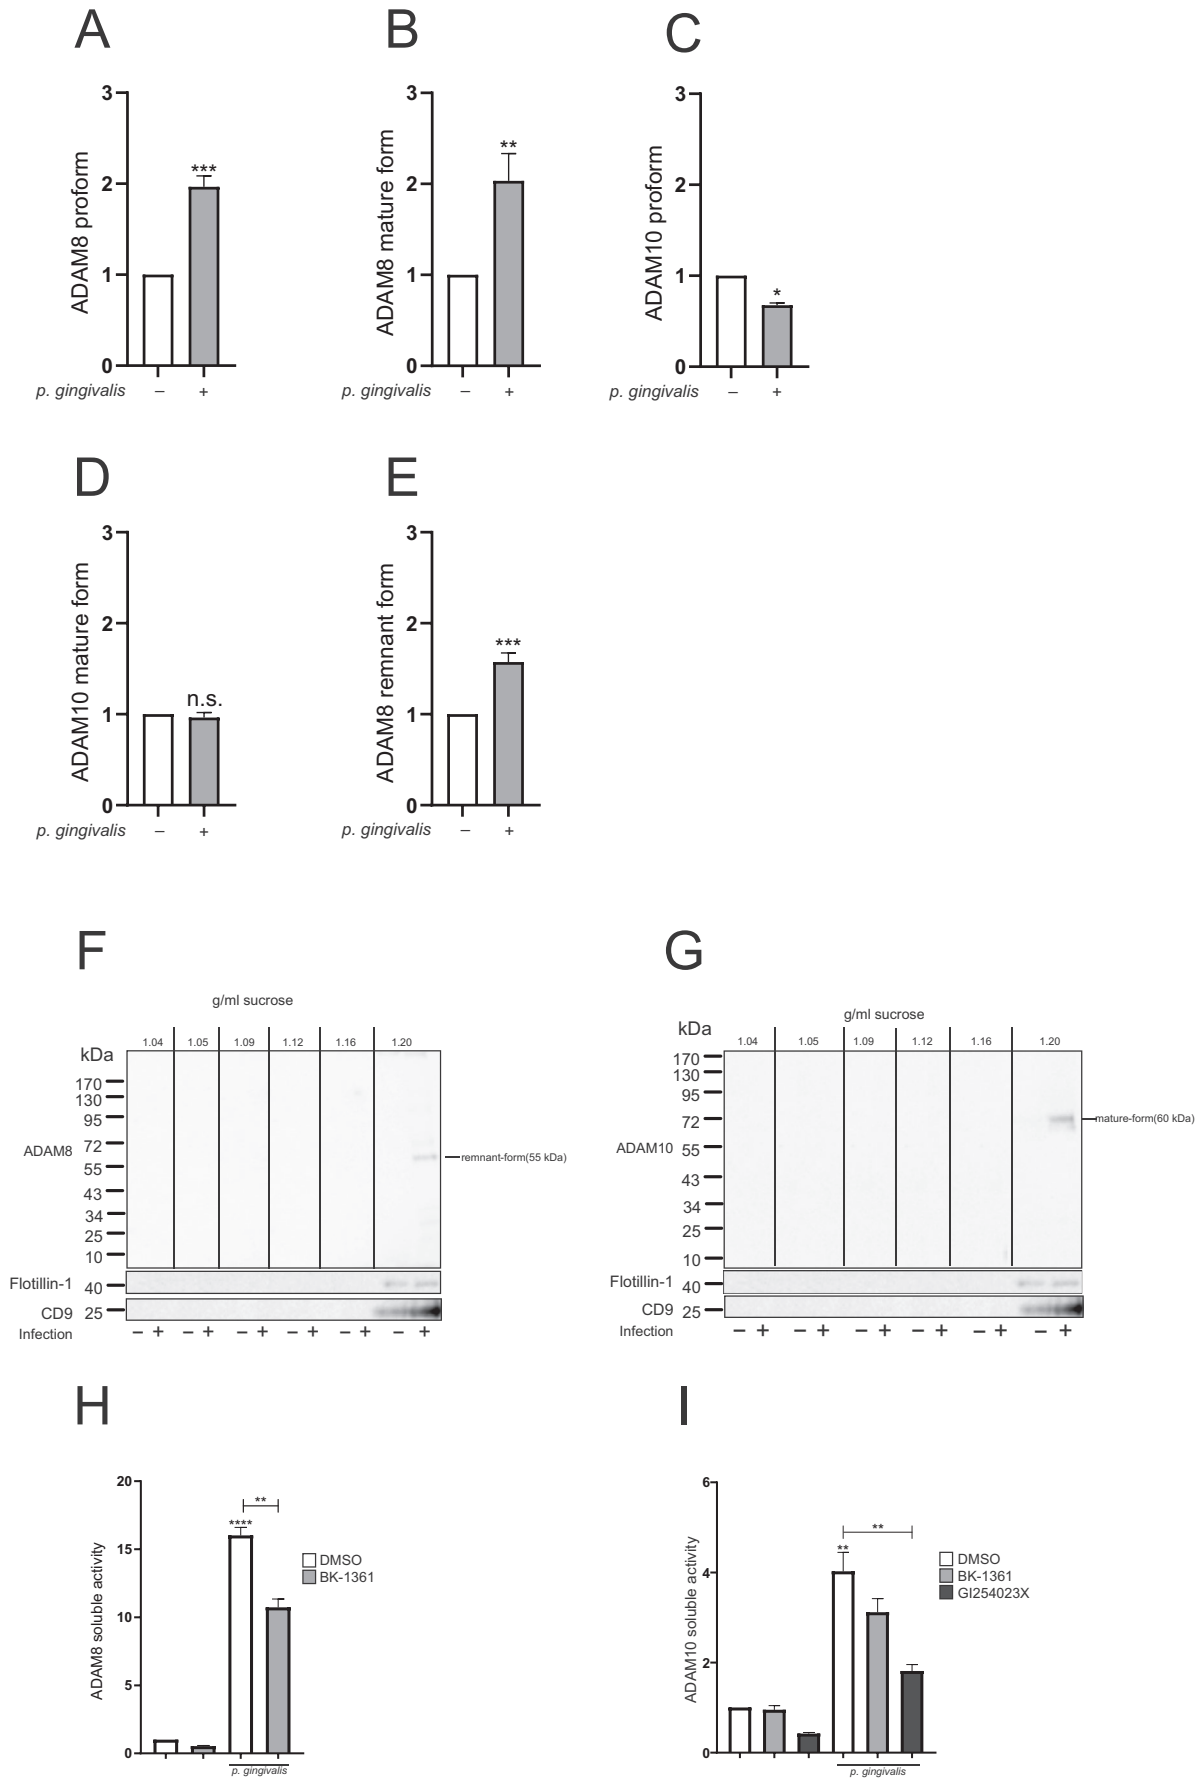 A
B
C
3
2
1
0
ADAM8 proform
***
p. gingivalis – +
3
2
1
0
ADAM8 mature form
**
p. gingivalis – +
3
2
1
0
ADAM10 proform
*
p. gingivalis – +
D
E
3
2
1
0
ADAM10 mature form
n.s.
p. gingivalis – +
3
2
1
0
ADAM8 remnant form
***
p. gingivalis – +
F
g/ml sucrose
1.04 1.05 1.09 1.12 1.16 1.20
kDa
170
130
95
72
55
43
34
25
10
ADAM8
remnant-form(55 kDa)
Flotillin-1 40
CD9 25
Infection – + – + – + – + – + – +
G
g/ml sucrose
kDa
1.04 1.05 1.09 1.12 1.16 1.20
170
130
95
72
55
43
34
25
10
ADAM10
mature-form(60 kDa)
Flotillin-1 40
CD9 25
Infection – + – + – + – + – + – +
H
20
15
10
5
0
ADAM8 soluble activity
**
****
DMSO
BK-1361
p. gingivalis
I
6
4
2
0
ADAM10 soluble activity
**
**
DMSO
BK-1361
GI254023X
p. gingivalis